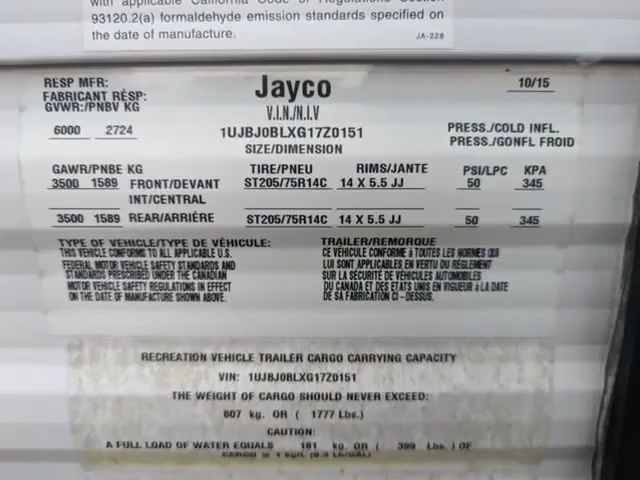 with applicable California Code of Regulations Section
93120.2(a) formaldehyde emission standards specified on
the date of manufacture.
JA-228
RESP MFR: Jayco 10/15
FABRICANT RÉSP:
GVWR:/PNBV KG V.I.N./N.I.V
6000 2724 1UJBJ0BLXG17Z0151 PRESS./COLD INFL.
SIZE/DIMENSION PRESS./GONFL FROID
GAWR/PNBE KG TIRE/PNEU RIMS/JANTE PSI/LPC KPA
3500 1589 FRONT/DEVANT ST205/75R14C 14 X 5.5 JJ 50 345
INT/CENTRAL
3500 1589 REAR/ARRIÈRE ST205/75R14C 14 X 5.5 JJ 50 345
TYPE OF VEHICLE/TYPE DE VÉHICULE: TRAILER/REMORQUE
THIS VEHICLE CONFORMS TO ALL APPLICABLE U.S.
FEDERAL MOTOR VEHICLE SAFETY STANDARDS AND
STANDARDS PRESCRIBED UNDER THE CANADIAN
MOTOR VEHICLE SAFETY REGULATIONS IN EFFECT
ON THE DATE OF MANUFACTURE SHOWN ABOVE.
CE VÉHICULE CONFORME à TOUTES LES NORMES QUI
LUI SONT APPLICABLES EN VERTU DU RÈGLEMENT
SUR LA SÉCURITÉ DE VÉHICULES AUTOMOBILES
DU CANADA ET DES ÉTATS UNIS EN VIGUEUR à LA DATE
DE SA FABRICATION CI-DESSUS.
RECREATION VEHICLE TRAILER CARGO CARRYING CAPACITY
VIN: 1UJBJ0BLXG17Z0151
THE WEIGHT OF CARGO SHOULD NEVER EXCEED:
807 kg. OR ( 1777 Lbs.)
CAUTION:
A FULL LOAD OF WATER EQUALS 181 kg. OR ( 399 Lbs.) OF
CARGO @ 1 kg/L (8.3 Lb/GAL)